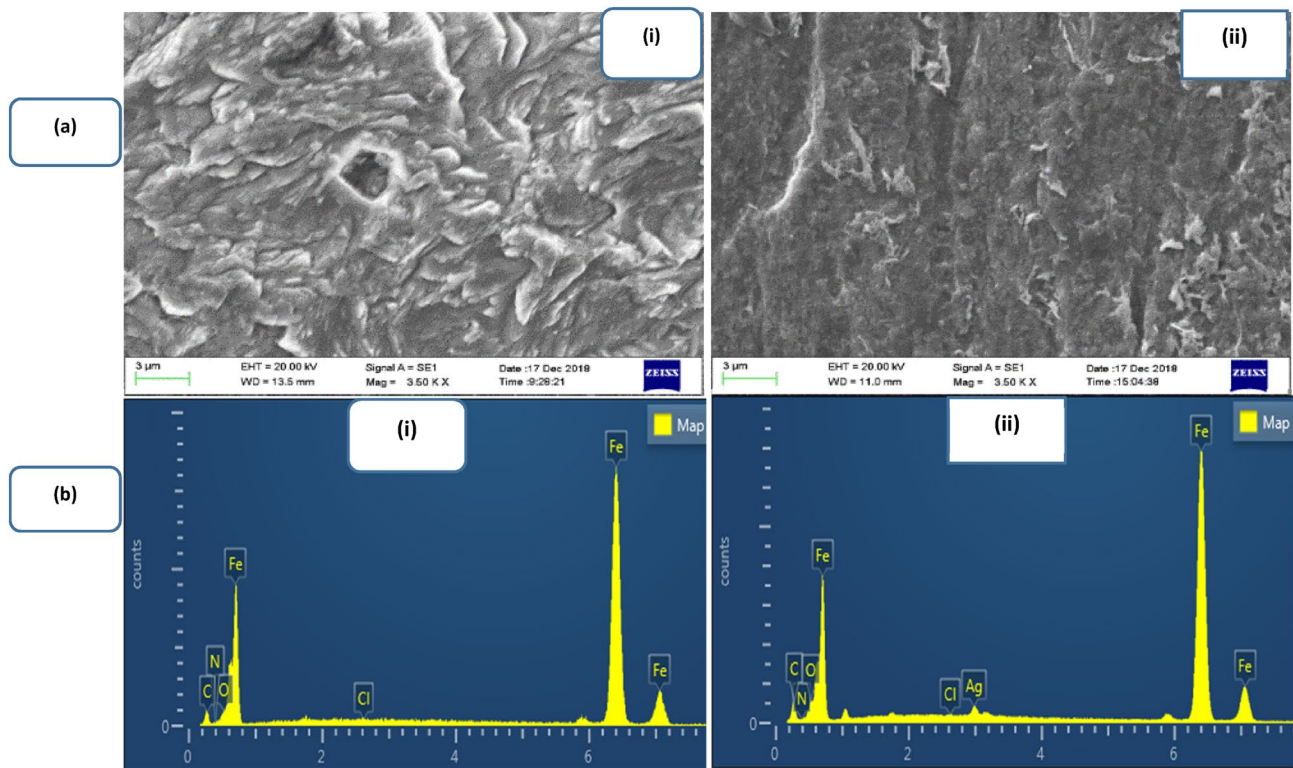 (a)
(i)
3 µm
EHT = 20.00 kV
Signal A = SE1
Date :17 Dec 2018
WD = 13.5 mm
Mag = 3.50 K X
Time :9:28:21
ZEISS
(ii)
3 µm
EHT = 20.00 kV
Signal A = SE1
Date :17 Dec 2018
WD = 11.0 mm
Mag = 3.50 K X
Time :15:04:38
ZEISS
(b)
(i)
Map
counts
Fe
Fe
N
C
O
Cl
Fe
0
0
2
4
6
(ii)
Map
counts
Fe
Fe
C
O
N
Cl
Ag
Fe
0
0
2
4
6